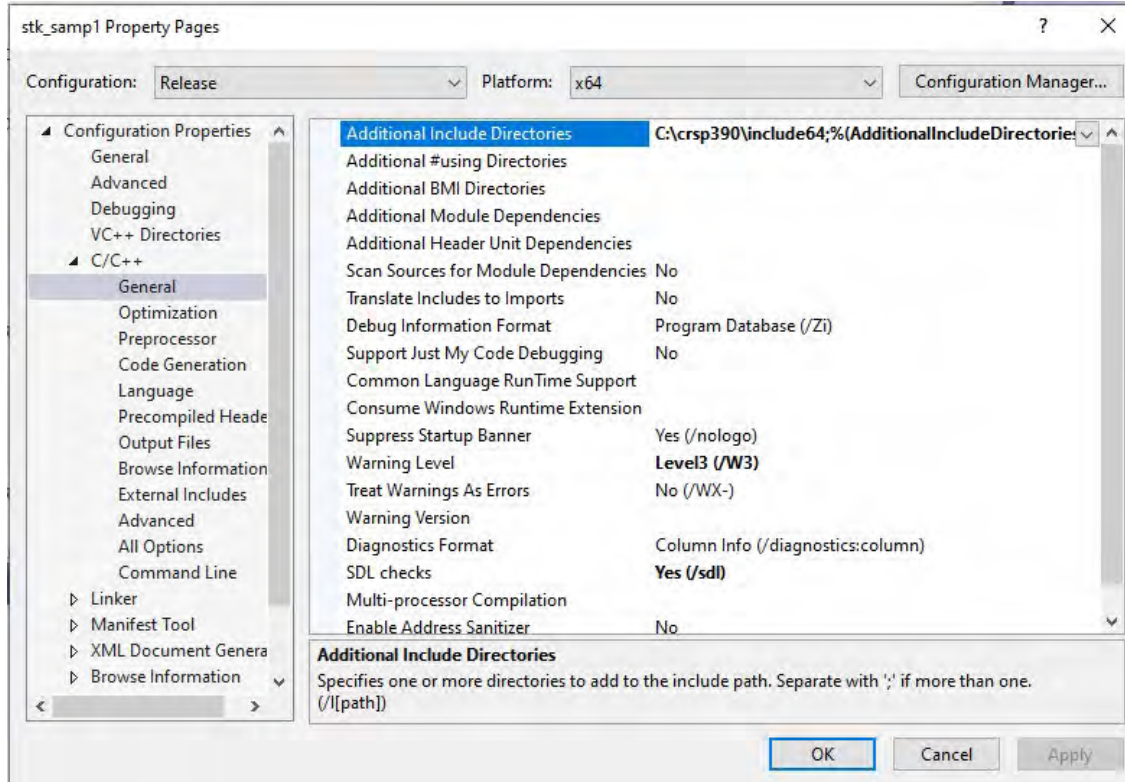 stk_samp1 Property Pages ? ×
Configuration: Release Platform: x64 Configuration Manager...
Configuration Properties
General
Advanced
Debugging
VC++ Directories
C/C++
General
Optimization
Preprocessor
Code Generation
Language
Precompiled Heade
Output Files
Browse Information
External Includes
Advanced
All Options
Command Line
Linker
Manifest Tool
XML Document Genera
Browse Information
Additional Include Directories C:\crsp390\include64;%(AdditionalIncludeDirectories
Additional #using Directories
Additional BMI Directories
Additional Module Dependencies
Additional Header Unit Dependencies
Scan Sources for Module Dependencies No
Translate Includes to Imports No
Debug Information Format Program Database (/Zi)
Support Just My Code Debugging No
Common Language RunTime Support
Consume Windows Runtime Extension
Suppress Startup Banner Yes (/nologo)
Warning Level Level3 (/W3)
Treat Warnings As Errors No (/WX-)
Warning Version
Diagnostics Format Column Info (/diagnostics:column)
SDL checks Yes (/sdl)
Multi-processor Compilation
Enable Address Sanitizer No
Additional Include Directories
Specifies one or more directories to add to the include path. Separate with ';' if more than one.
(/I[path])
OK Cancel Apply